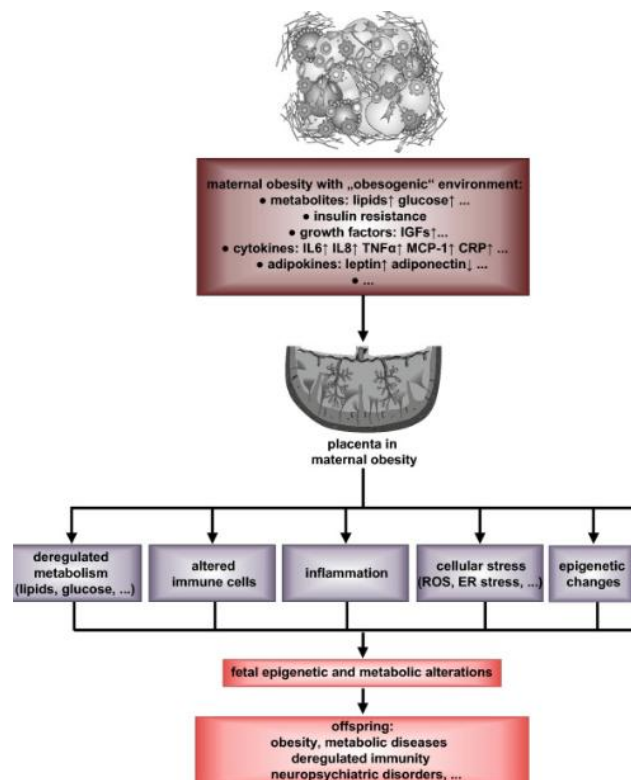 maternal obesity with „obesogenic“ environment:
● metabolites: lipids↑ glucose↑ ...
● insulin resistance
● growth factors: IGFs↑...
● cytokines: IL6↑ IL8↑ TNFα↑ MCP-1↑ CRP↑ ...
● adipokines: leptin↑ adiponectin↓ ...
● ...
placenta in
maternal obesity
deregulated
metabolism
(lipids, glucose, ...)
altered
immune cells
inflammation
cellular stress
(ROS, ER stress, ...)
epigenetic
changes
fetal epigenetic and metabolic alterations
offspring:
obesity, metabolic diseases
deregulated immunity
neuropsychiatric disorders, ...